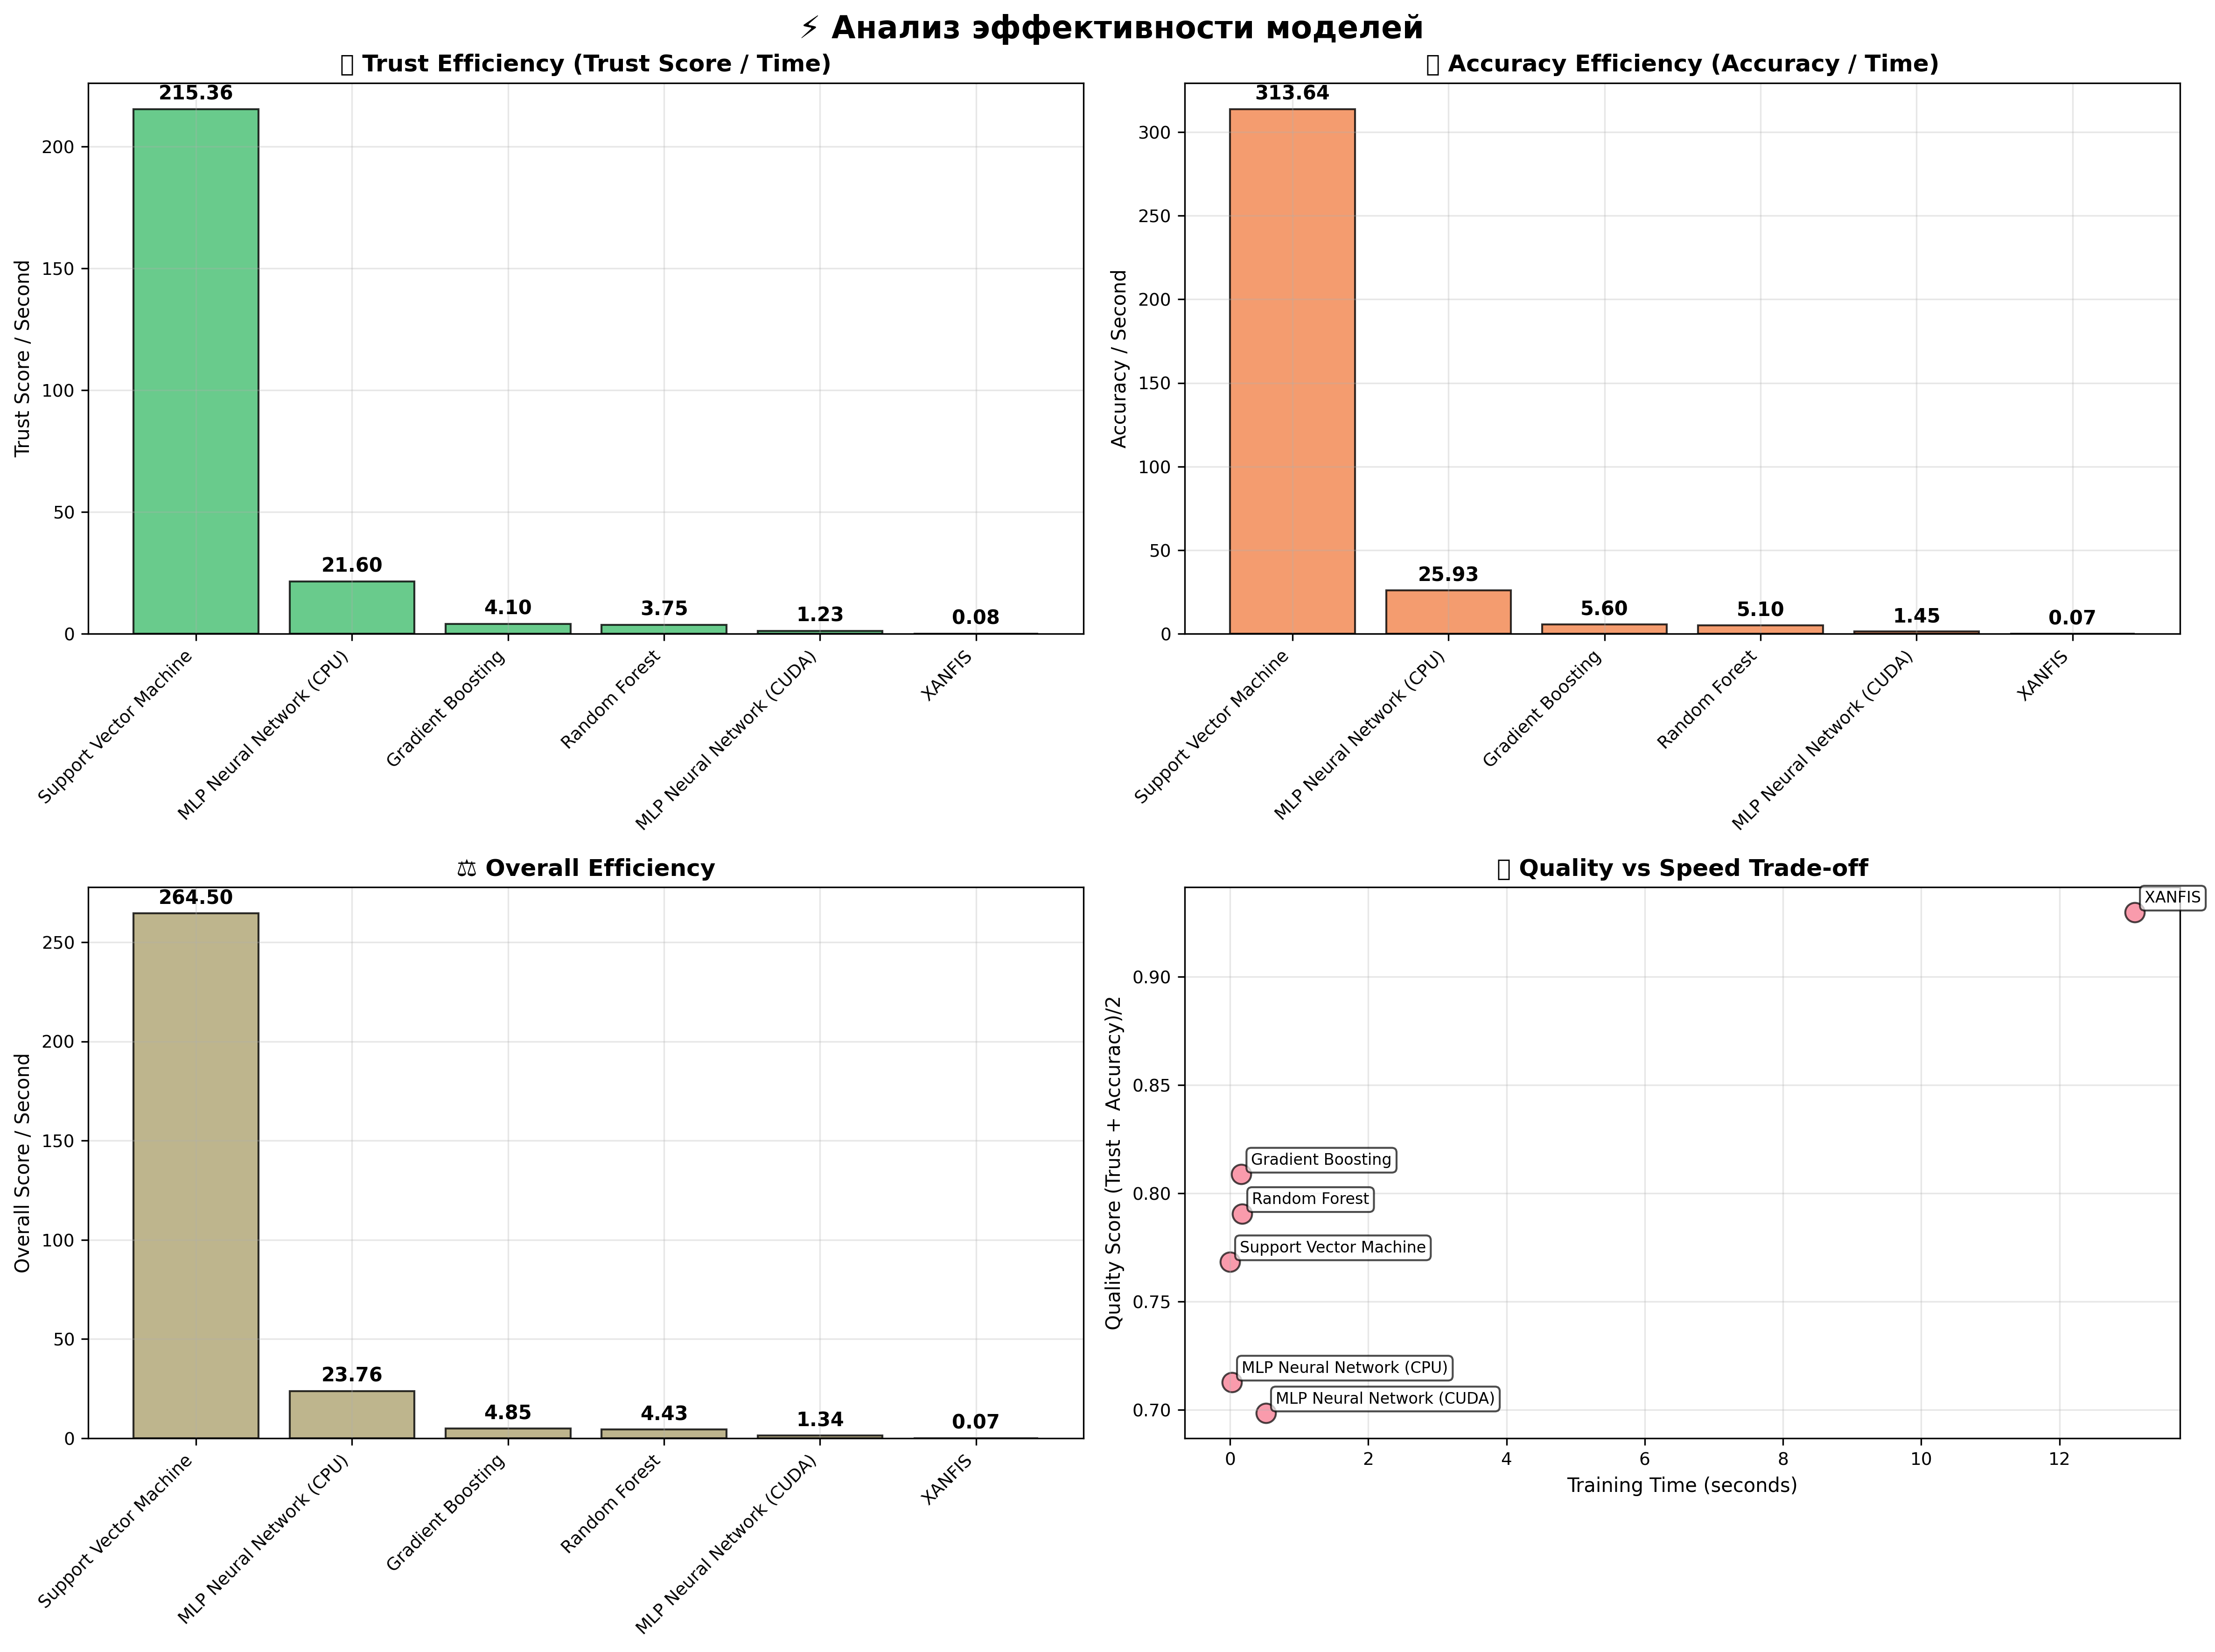 ⚡ Анализ эффективности моделей
Trust Efficiency (Trust Score / Time)
Trust Score / Second
200
150
100
50
0
215.36
21.60
4.10
3.75
1.23
0.08
Support Vector Machine
MLP Neural Network (CPU)
Gradient Boosting
Random Forest
MLP Neural Network (CUDA)
XANFIS
Accuracy Efficiency (Accuracy / Time)
Accuracy / Second
300
250
200
150
100
50
0
313.64
25.93
5.60
5.10
1.45
0.07
Support Vector Machine
MLP Neural Network (CPU)
Gradient Boosting
Random Forest
MLP Neural Network (CUDA)
XANFIS
⚖ Overall Efficiency
Overall Score / Second
250
200
150
100
50
0
264.50
23.76
4.85
4.43
1.34
0.07
Support Vector Machine
MLP Neural Network (CPU)
Gradient Boosting
Random Forest
MLP Neural Network (CUDA)
XANFIS
Quality vs Speed Trade-off
Quality Score (Trust + Accuracy)/2
0.90
0.85
0.80
0.75
0.70
XANFIS
Gradient Boosting
Random Forest
Support Vector Machine
MLP Neural Network (CPU)
MLP Neural Network (CUDA)
0 2 4 6 8 10 12
Training Time (seconds)